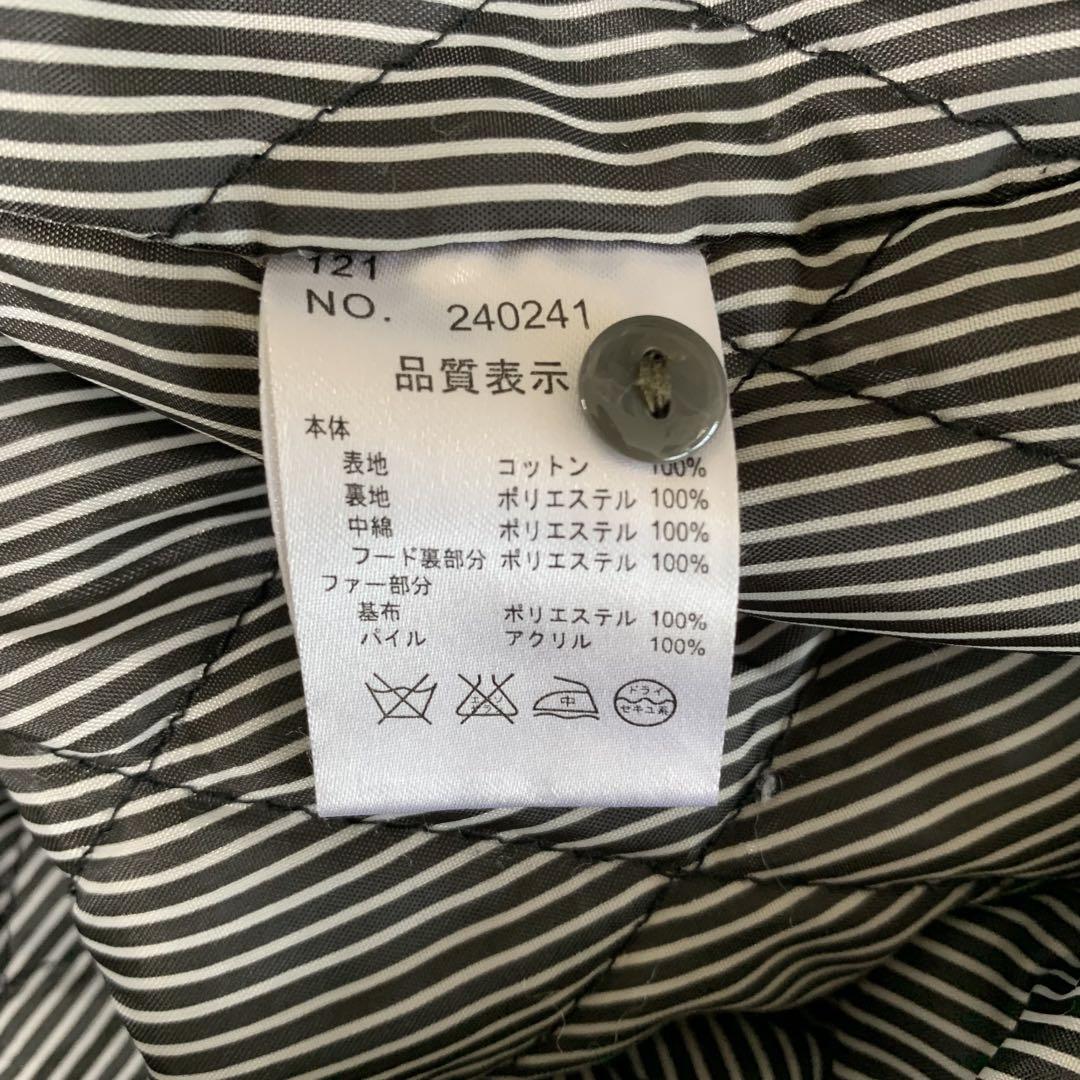 121
NO. 240241
品質表示
本体
表地 コットン 100%
裏地 ポリエステル 100%
中綿 ポリエステル 100%
フード裏部分 ポリエステル 100%
ファー部分
基布 ポリエステル 100%
パイル アクリル 100%
中
ドライ
セキユ系